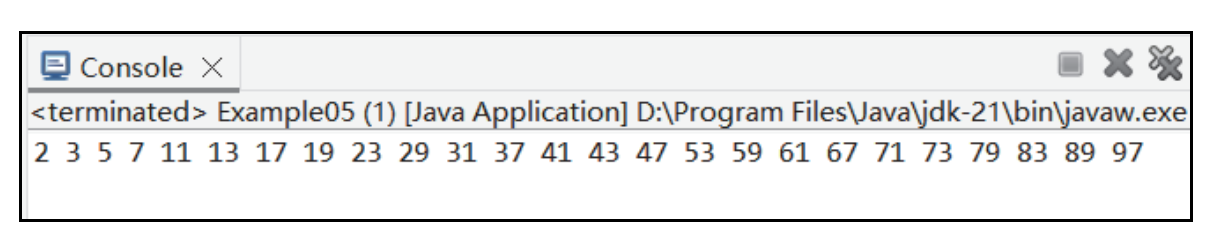 Console
<terminated> Example05 (1) [Java Application] D:\Program Files\Java\jdk-21\bin\javaw.exe
2 3 5 7 11 13 17 19 23 29 31 37 41 43 47 53 59 61 67 71 73 79 83 89 97